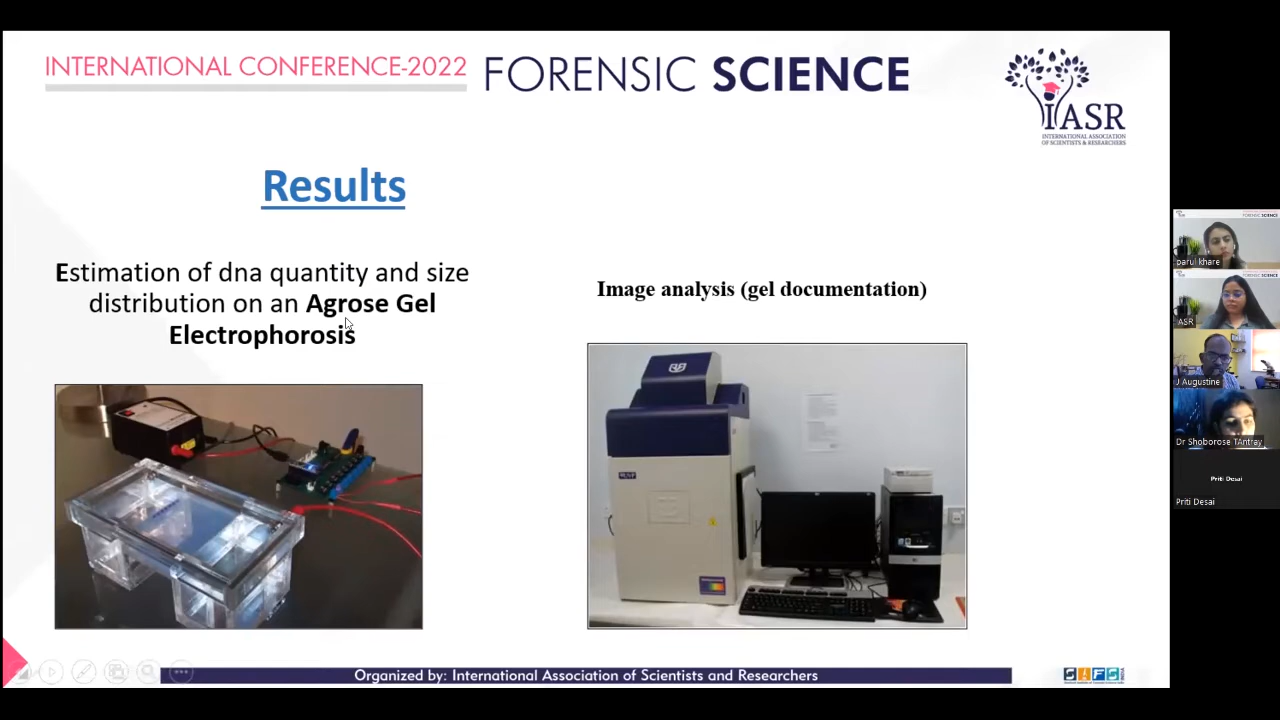 INTERNATIONAL CONFERENCE-2022 FORENSIC SCIENCE
IASR
INTERNATIONAL ASSOCIATION
OF SCIENTISTS & RESEARCHERS
Results
Estimation of dna quantity and size
distribution on an Agrose Gel
Electrophorosis
Image analysis (gel documentation)
Organized by: International Association of Scientists and Researchers
SIFS
parul khare
IASR
J Augustine
Dr Shoborose TAntray
Priti Desai
Priti Desai